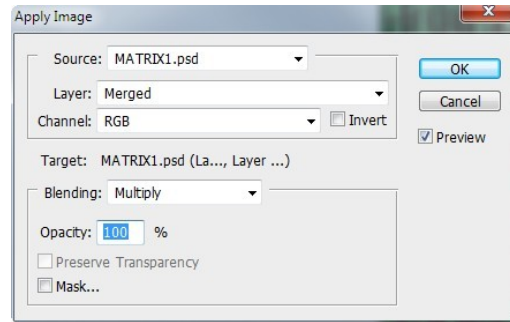 Apply Image
Source: MATRIX1.psd
OK
Layer: Merged
Cancel
Channel: RGB
Invert
Preview
Target: MATRIX1.psd (La..., Layer ...)
Blending: Multiply
Opacity: 100 %
Preserve Transparency
Mask...